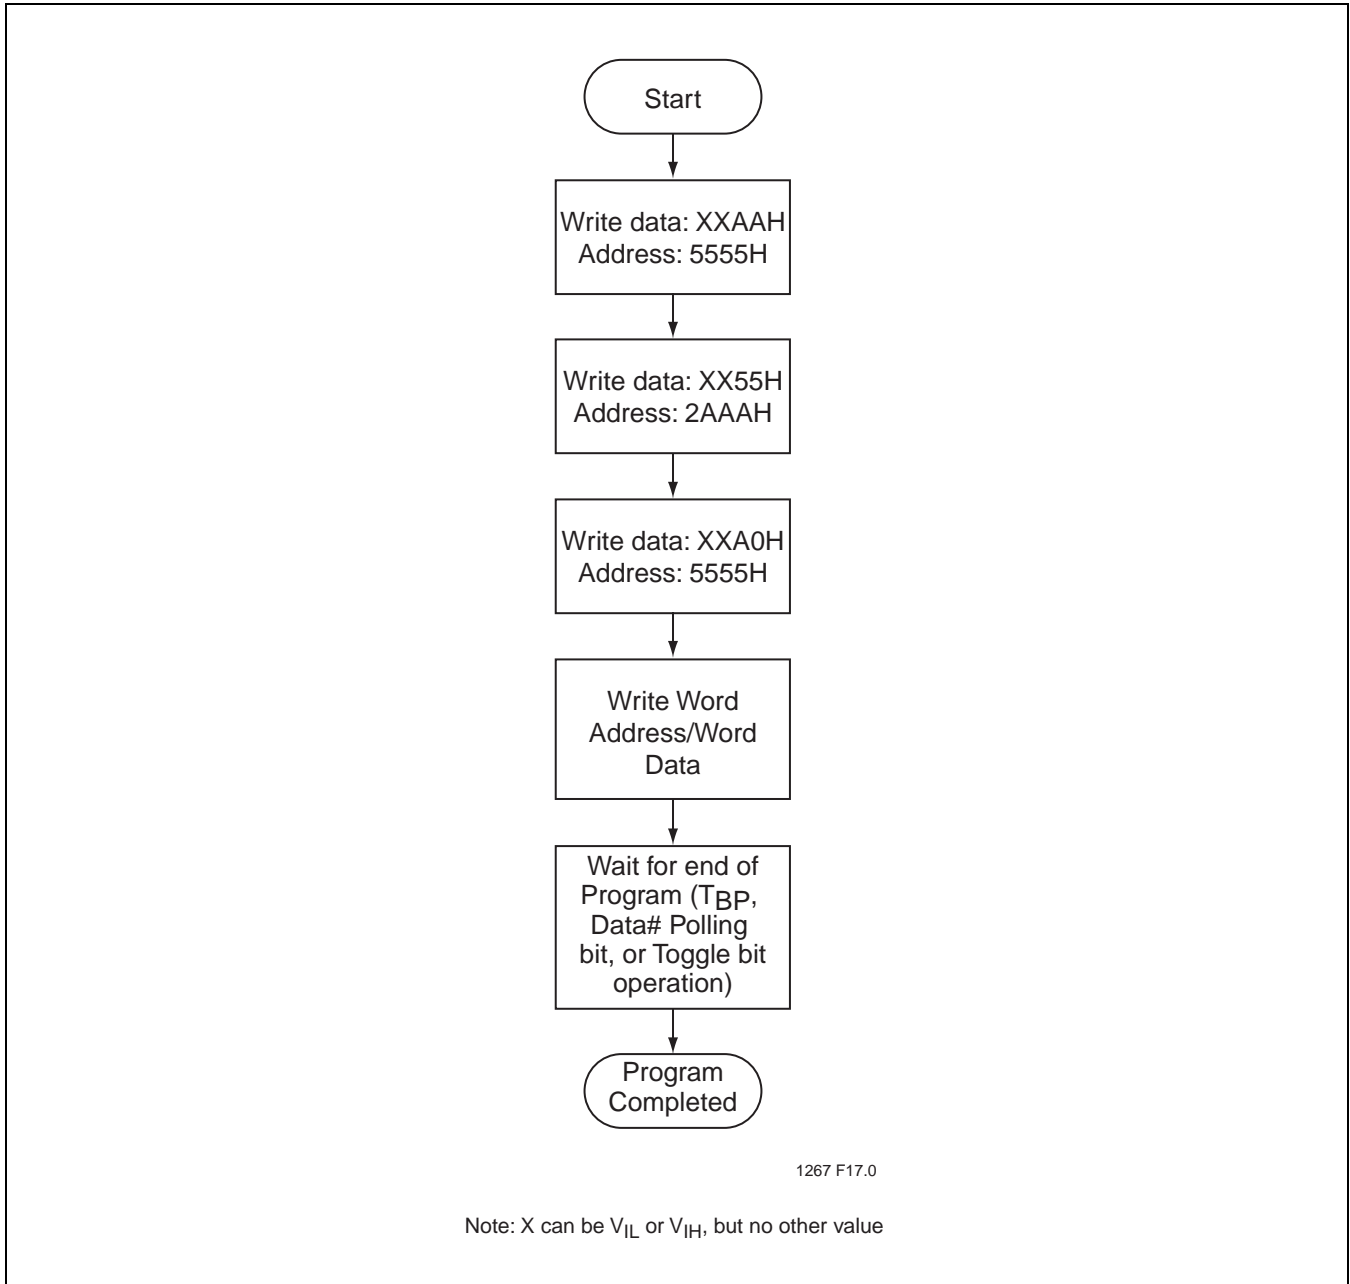 Start
Write data: XXAAH
Address: 5555H
Write data: XX55H
Address: 2AAAH
Write data: XXA0H
Address: 5555H
Write Word
Address/Word
Data
Wait for end of
Program (TBP,
Data# Polling
bit, or Toggle bit
operation)
Program
Completed
1267 F17.0
Note: X can be VIL or VIH, but no other value